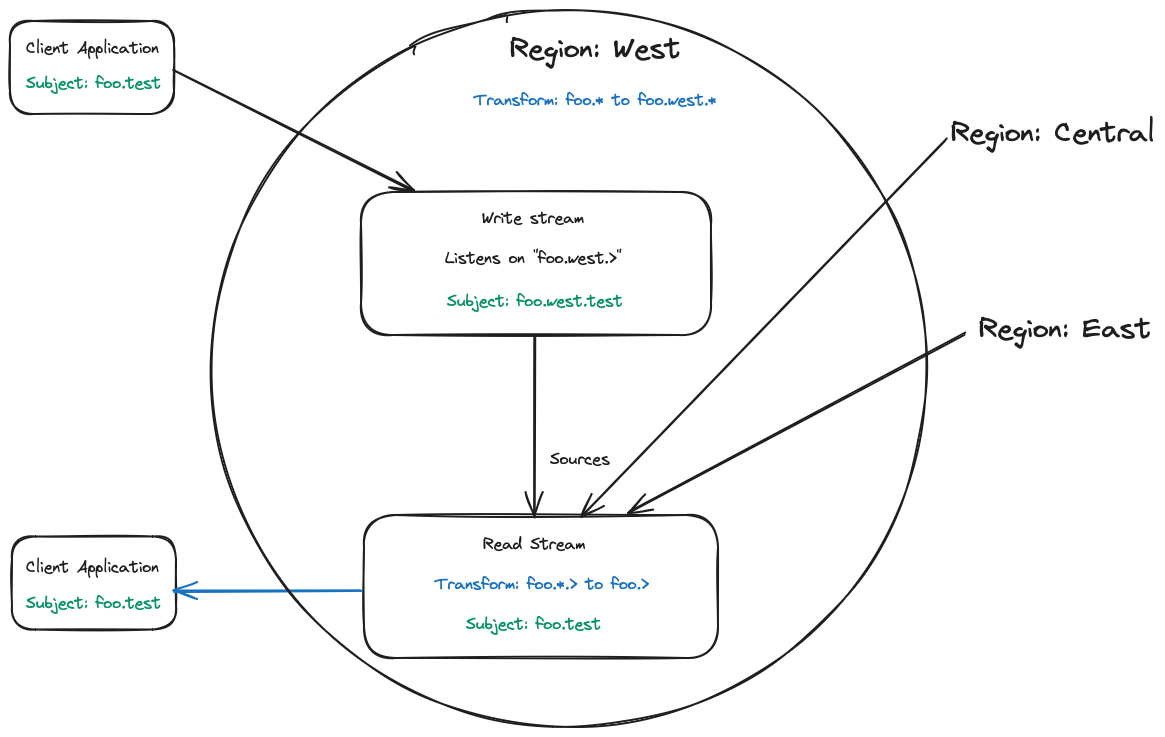 Client Application
Subject: foo.test
Region: West
Transform: foo.* to foo.west.*
Region: Central
Write stream
Listens on "foo.west.>"
Subject: foo.west.test
Region: East
Sources
Read Stream
Transform: foo.*.> to foo.>
Subject: foo.test
Client Application
Subject: foo.test